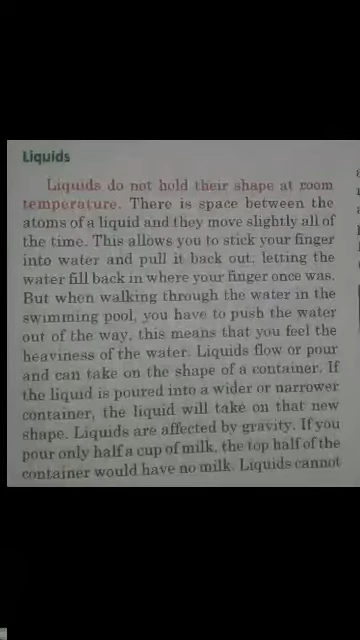 Liquids
Liquids do not hold their shape at room
temperature. There is space between the
atoms of a liquid and they move slightly all of
the time. This allows you to stick your finger
into water and pull it back out, letting the
water fill back in where your finger once was.
But when walking through the water in the
swimming pool, you have to push the water
out of the way, this means that you feel the
heaviness of the water. Liquids flow or pour
and can take on the shape of a container. If
the liquid is poured into a wider or narrower
container, the liquid will take on that new
shape. Liquids are affected by gravity. If you
pour only half a cup of milk, the top half of the
container would have no milk. Liquids cannot